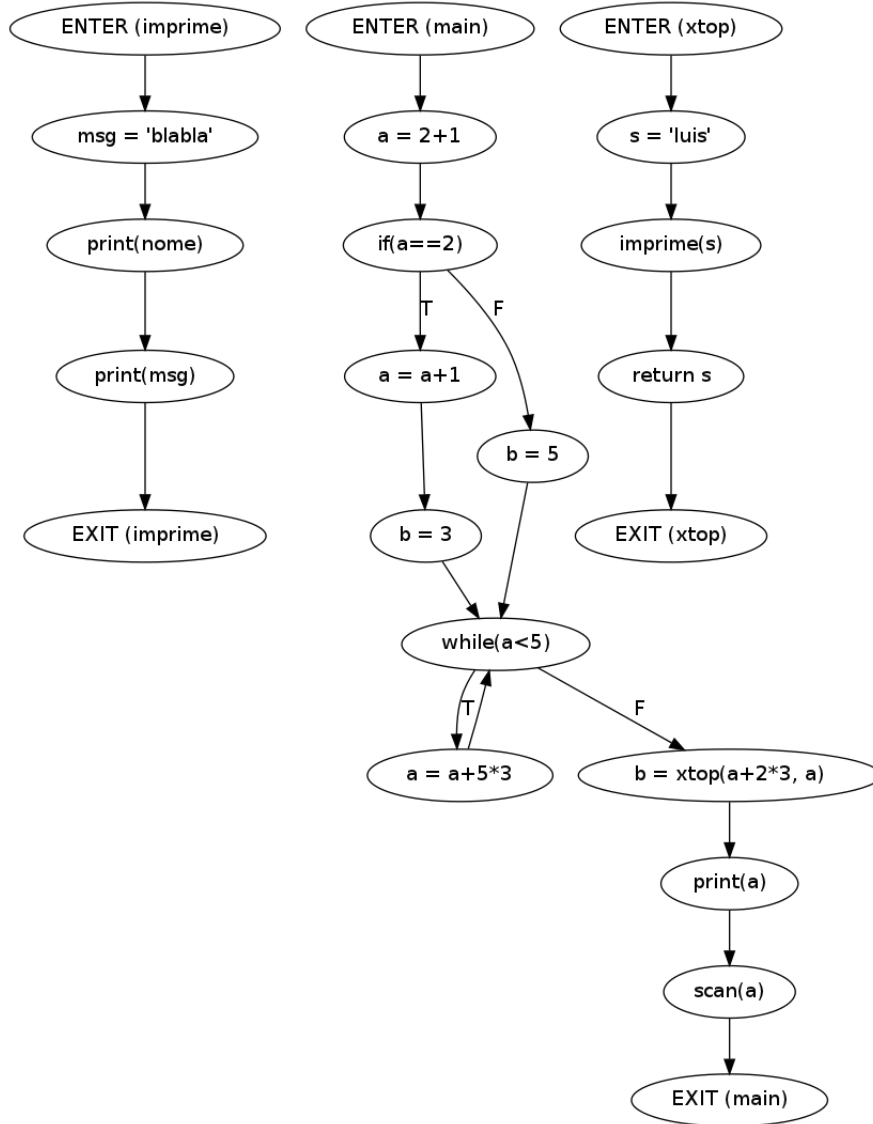 ENTER (imprime)
msg = 'blabla'
print(nome)
print(msg)
EXIT (imprime)
ENTER (main)
a = 2+1
if(a==2)
T
F
a = a+1
b = 5
b = 3
while(a<5)
T
F
a = a+5*3
b = xtop(a+2*3, a)
print(a)
scan(a)
EXIT (main)
ENTER (xtop)
s = 'luis'
imprime(s)
return s
EXIT (xtop)